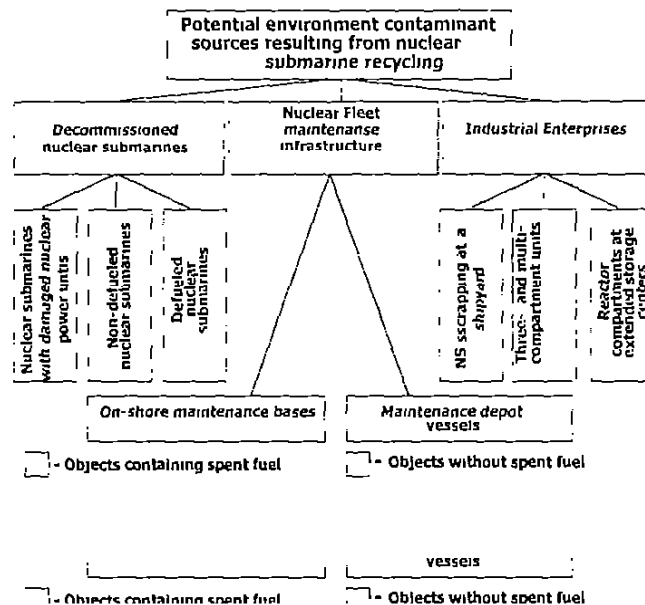 Potential environment contaminant
sources resulting from nuclear
submarine recycling
Decommissioned
nuclear submarines
Nuclear Fleet
maintenanse
infrastructure
Industrial Enterprises
Nuclear submarines
with damaged nuclear
power untis
Non-defueled
nuclear submarines
Defueled
nuclear
submarines
NS sscrapping at a
shipyard
Three- and multi-
compartment units
Reactor
compartments at
extended storage
centers
On-shore maintenance bases
Maintenance depot
vessels
- Objects containing spent fuel
- Objects without spent fuel
vessels
- Objects containing spent fuel
- Objects without spent fuel